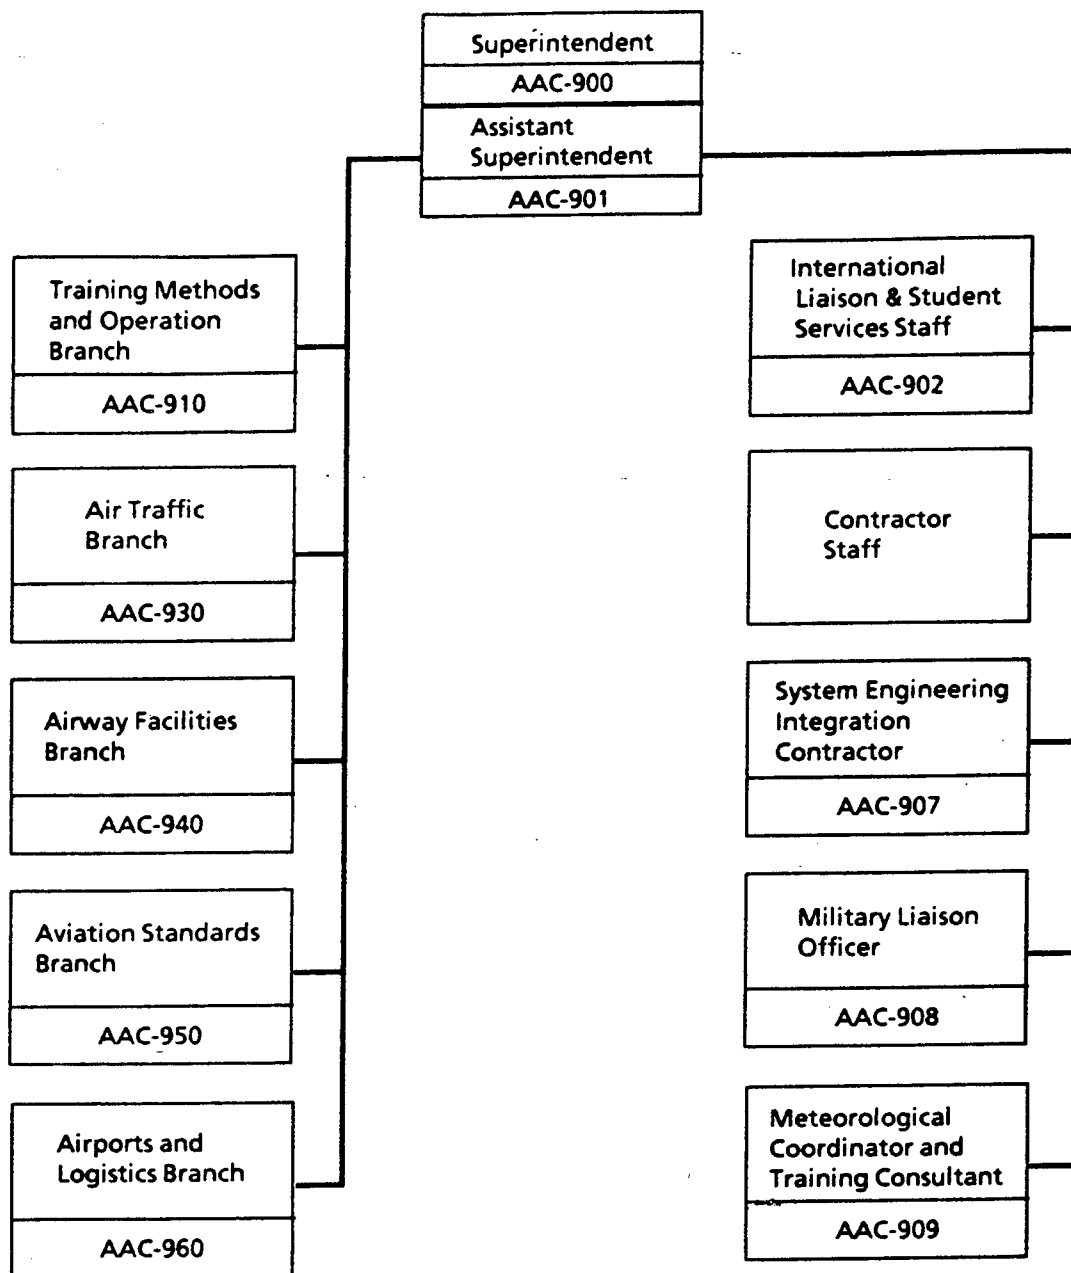 Superintendent
AAC-900
Assistant
Superintendent
AAC-901
Training Methods
and Operation
Branch
AAC-910
Air Traffic
Branch
AAC-930
Airway Facilities
Branch
AAC-940
Aviation Standards
Branch
AAC-950
Airports and
Logistics Branch
AAC-960
International
Liaison & Student
Services Staff
AAC-902
Contractor
Staff
System Engineering
Integration
Contractor
AAC-907
Military Liaison
Officer
AAC-908
Meteorological
Coordinator and
Training Consultant
AAC-909